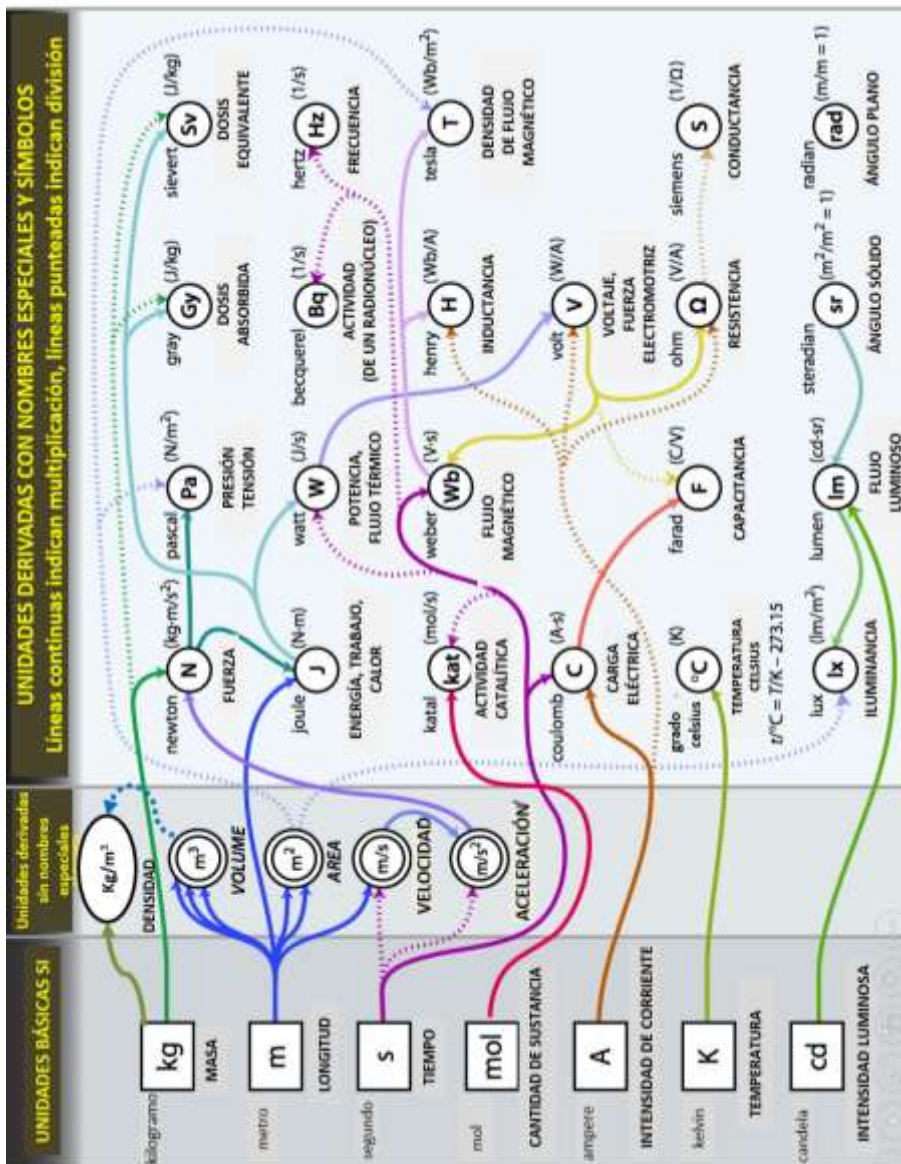 UNIDADES BÁSICAS SI
Unidades derivadas
sin nombres
especiales
UNIDADES DERIVADAS CON NOMBRES ESPECIALES Y SÍMBOLOS
Líneas continuas indican multiplicación, líneas punteadas indican división
kilogramo
kg
MASA
metro
m
LONGITUD
segundo
s
TIEMPO
mol
mol
CANTIDAD DE SUSTANCIA
ampere
A
INTENSIDAD DE CORRIENTE
kelvin
K
TEMPERATURA
candela
cd
INTENSIDAD LUMINOSA
Kg/m³
DENSIDAD
m³
VOLUME
m²
AREA
m/s
VELOCIDAD
m/s²
ACELERACIÓN/
newton
N
(kg·m/s²)
FUERZA
pascal
Pa
(N/m²)
PRESIÓN
TENSIÓN
gray
Gy
(J/kg)
DOSIS
ABSORBIDA
sievert
Sv
(J/kg)
DOSIS
EQUIVALENTE
joule
J
(N·m)
ENERGÍA, TRABAJO,
CALOR
watt
W
(J/s)
POTENCIA,
FLUJO TÉRMICO
becquerel
Bq
(1/s)
ACTIVIDAD
(DE UN RADIONÚCLEO)
hertz
Hz
(1/s)
FRECUENCIA
katal
kat
(mol/s)
ACTIVIDAD
CATALÍTICA
weber
Wb
(V·s)
FLUJO
MAGNÉTICO
henry
H
(Wb/A)
INDUCTANCIA
tesla
T
(Wb/m²)
DENSIDAD
DE FLUJO
MAGNÉTICO
coulomb
C
(A·s)
CARGA
ELÉCTRICA
volt
V
(W/A)
VOLTAJE,
FUERZA
ELECTROMOTRIZ
grado
celsius
ºC
(K)
TEMPERATURA
CELSIUS
t/°C = T/K − 273.15
farad
F
(C/V)
CAPACITANCIA
ohm
Ω
(V/A)
RESISTENCIA
siemens
S
(1/Ω)
CONDUCTANCIA
lux
lx
(lm/m²)
ILUMINANCIA
lumen
lm
(cd·sr)
FLUJO
LUMINOSO
steradian
sr
(m²/m² = 1)
ÁNGULO SÓLIDO
radian
rad
(m/m = 1)
ÁNGULO PLANO